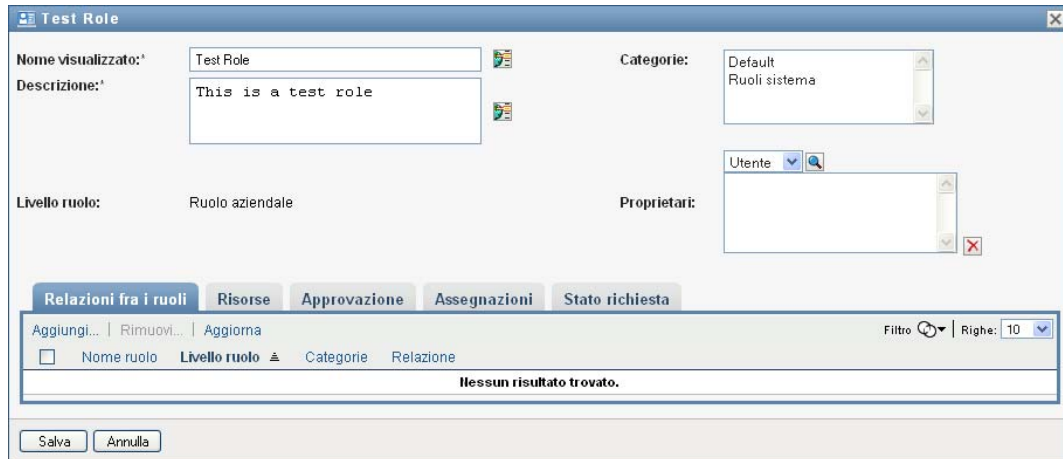 Test Role
Nome visualizzato:* Test Role Categorie: Default
Ruoli sistema
Descrizione:* This is a test role
Utente
Livello ruolo: Ruolo aziendale Proprietari:
Relazioni fra i ruoli Risorse Approvazione Assegnazioni Stato richiesta
Aggiungi... | Rimuovi... | Aggiorna Filtro | Righe: 10
Nome ruolo Livello ruolo Categorie Relazione
Nessun risultato trovato.
Salva Annulla